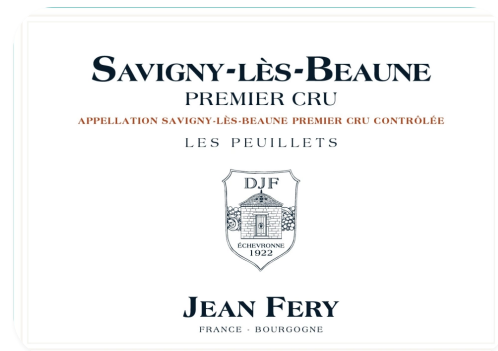 SAVIGNY-LÈS-BEAUNE
PREMIER CRU
APPELLATION SAVIGNY-LÈS-BEAUNE PREMIER CRU CONTRÔLÉE
LES PEUILLETS
DJF
ÉCHEVRONNE
1922
JEAN FERY
FRANCE - BOURGOGNE